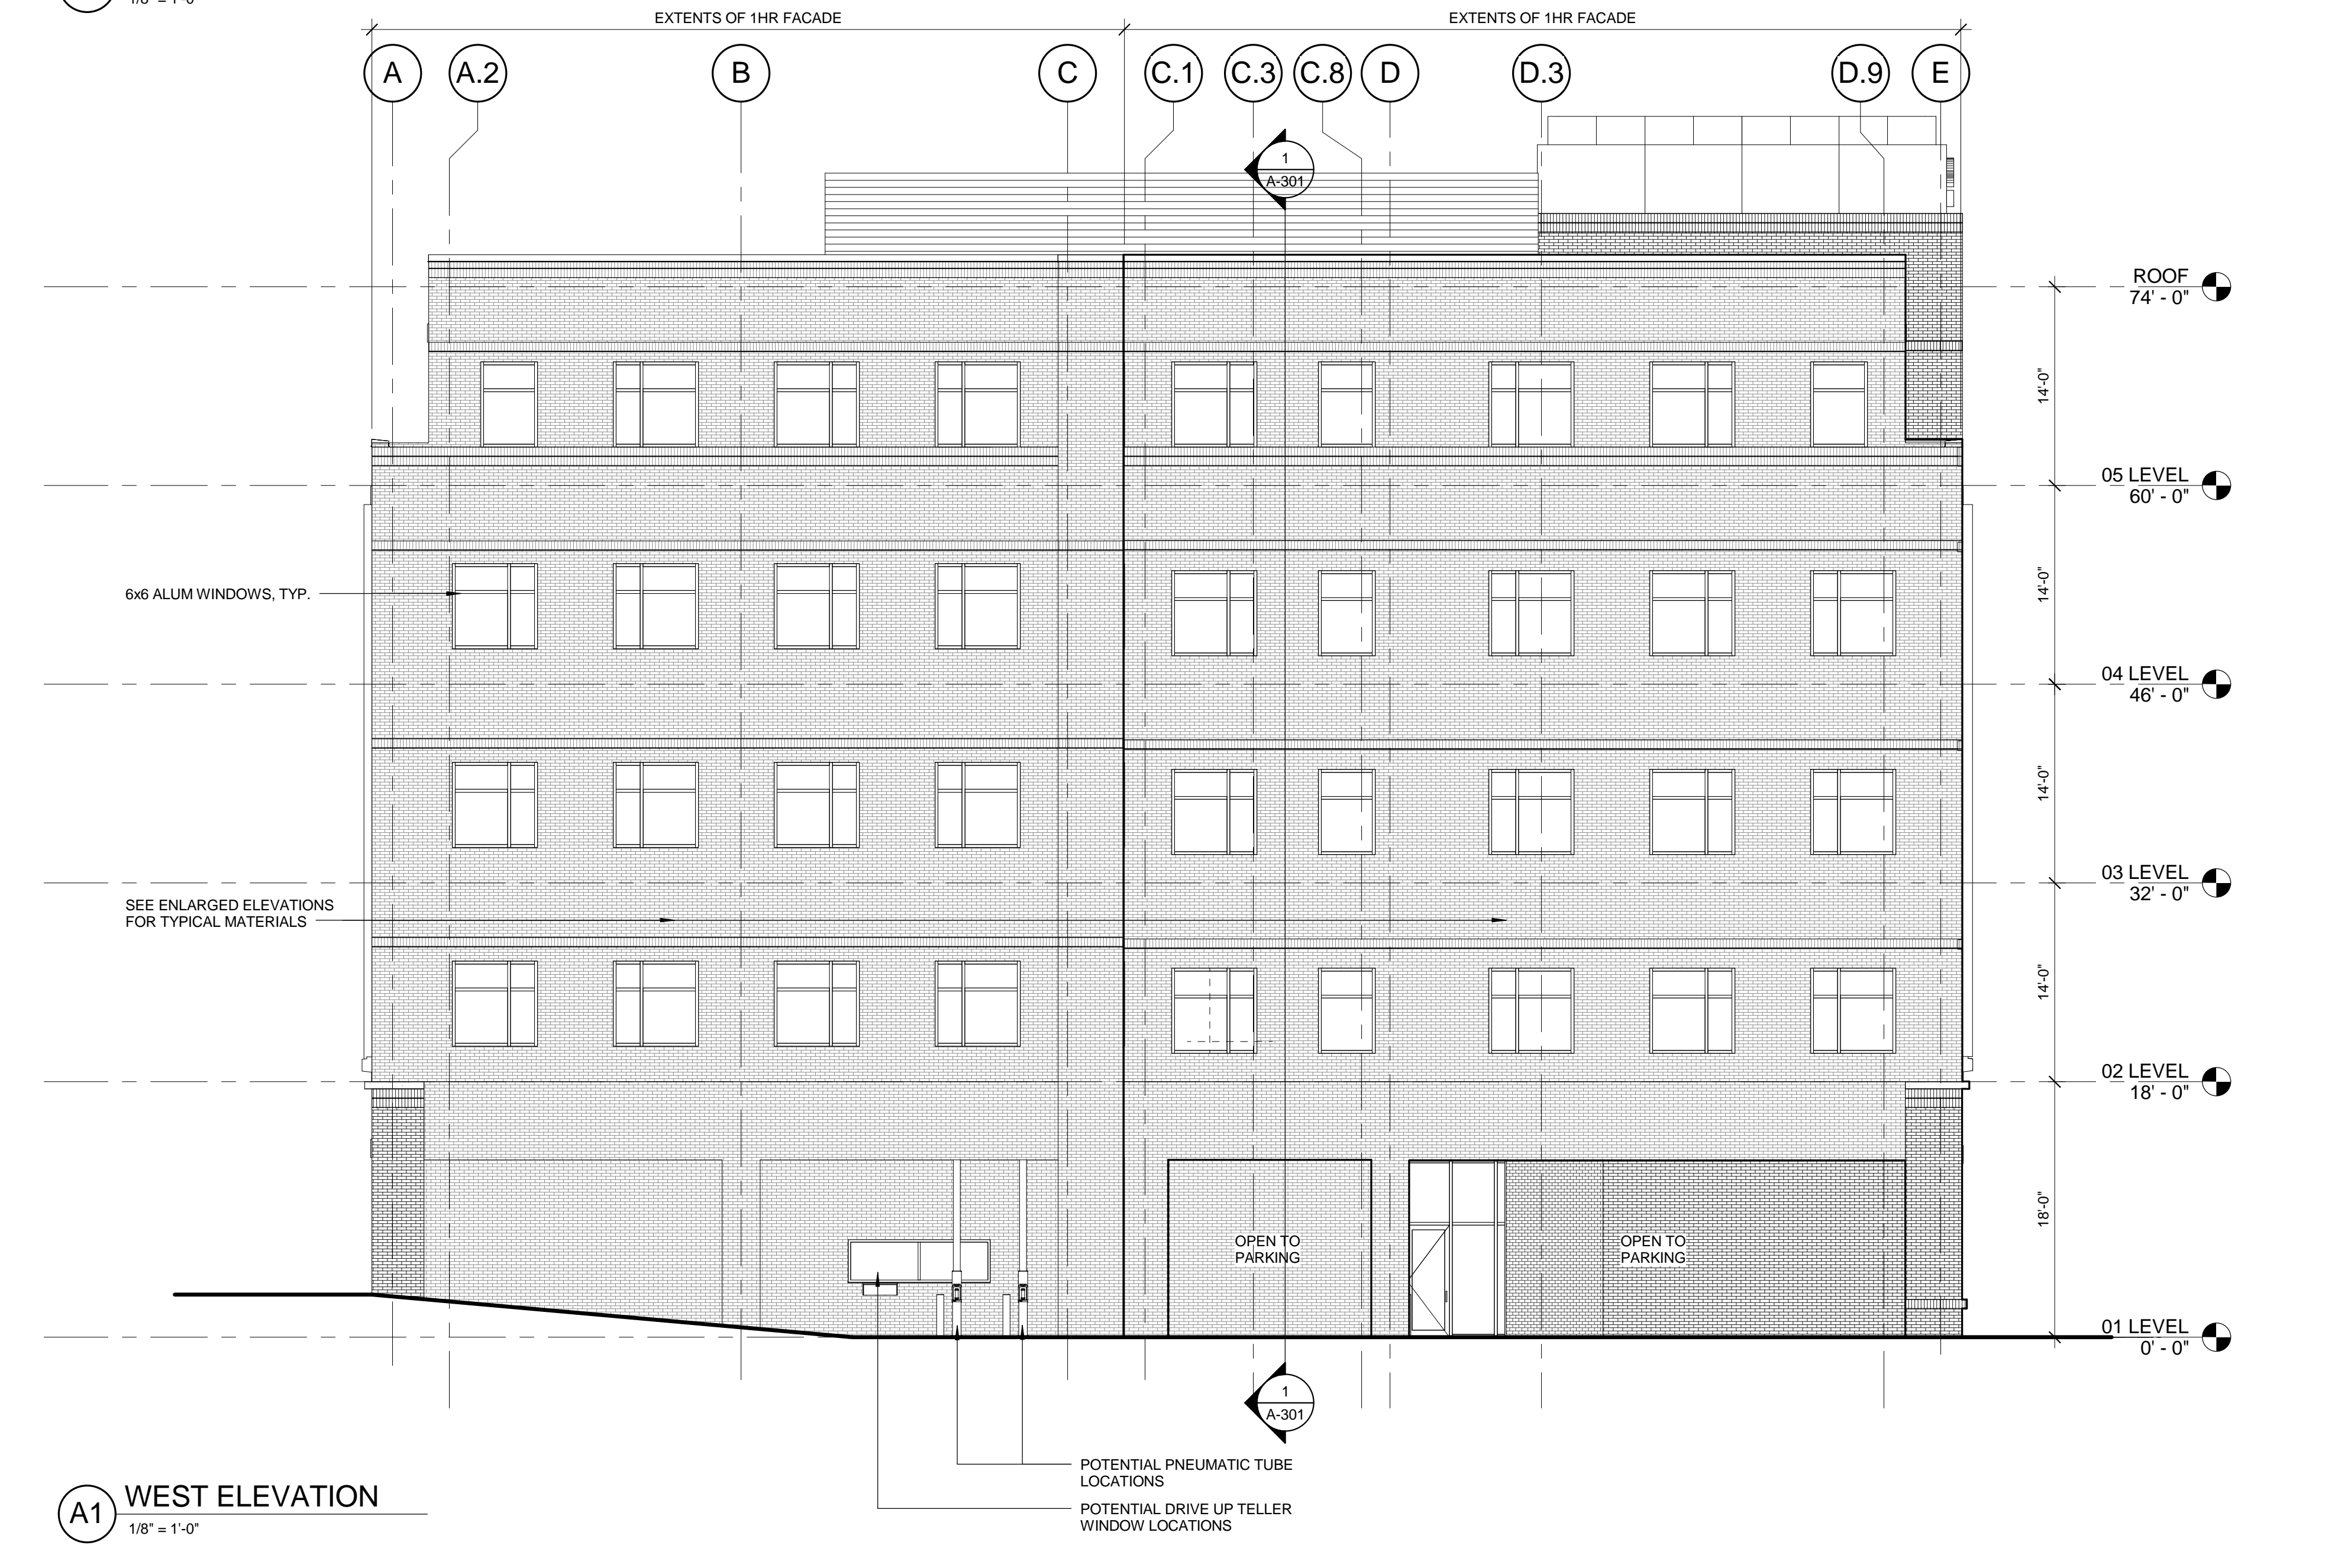 1/8" = 1'-0"
EXTENTS OF 1HR FACADE
EXTENTS OF 1HR FACADE
A
A.2
B
C
C.1
C.3
C.8
D
D.3
D.9
E
1
A-301
ROOF
74' - 0"
14'-0"
05 LEVEL
60' - 0"
14'-0"
6x6 ALUM WINDOWS, TYP.
04 LEVEL
46' - 0"
14'-0"
03 LEVEL
32' - 0"
SEE ENLARGED ELEVATIONS
FOR TYPICAL MATERIALS
14'-0"
02 LEVEL
18' - 0"
18'-0"
OPEN TO
PARKING
OPEN TO
PARKING
01 LEVEL
0' - 0"
1
A-301
POTENTIAL PNEUMATIC TUBE
LOCATIONS
POTENTIAL DRIVE UP TELLER
WINDOW LOCATIONS
A1
WEST ELEVATION
1/8" = 1'-0"